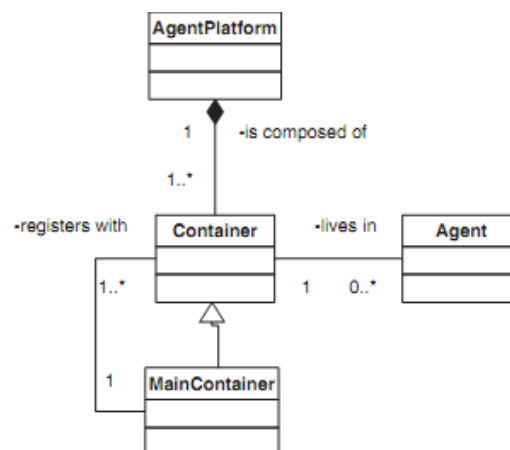 AgentPlatform
1 -is composed of
1..*
-registers with Container -lives in Agent
1..* 1 0..*
1 MainContainer